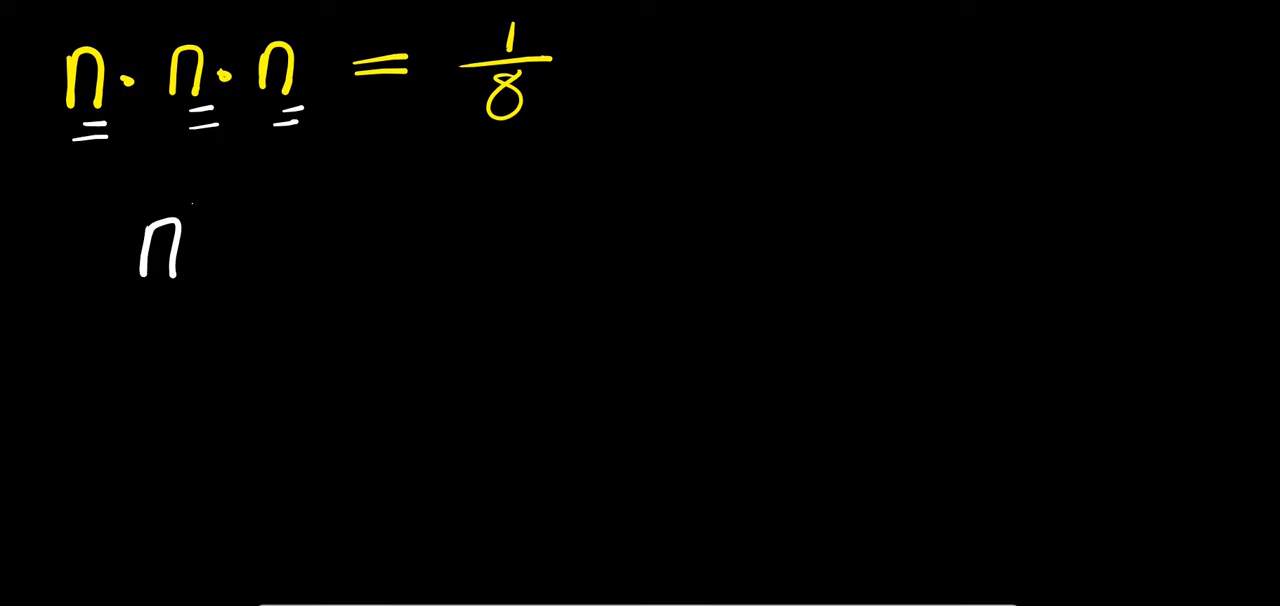 n · n · n = 1/8
n